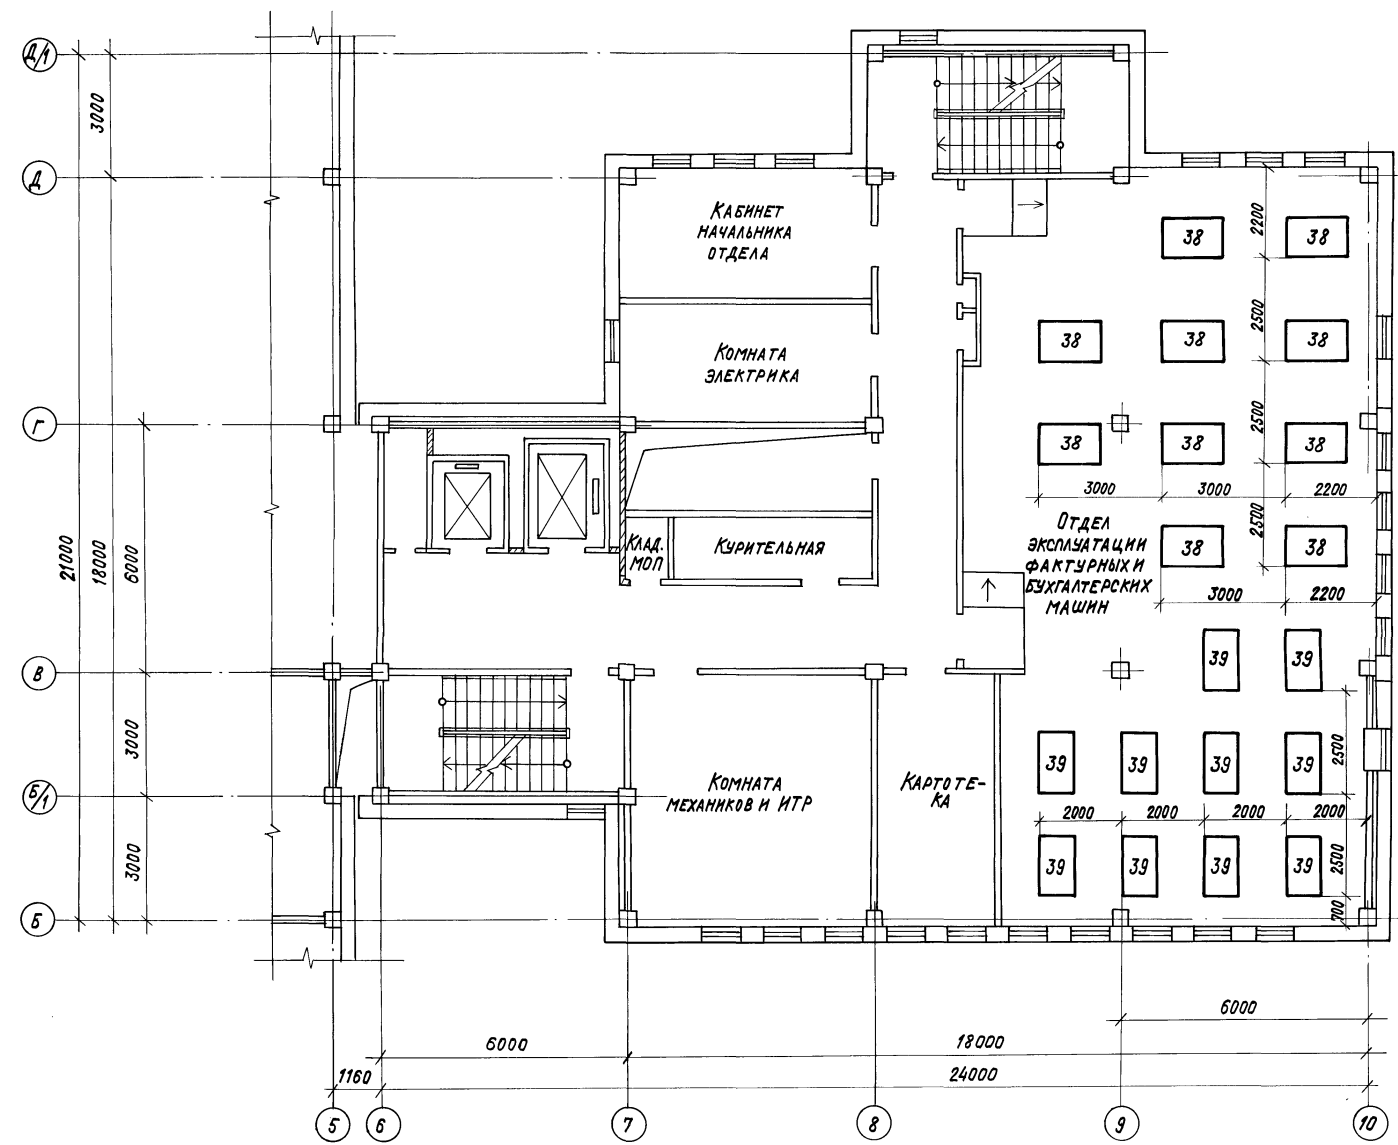 Д/1
3000
Д
КАБИНЕТ
НАЧАЛЬНИКА
ОТДЕЛА
38 38
2200
КОМНАТА
ЭЛЕКТРИКА
38 38 38
2500
Г
38 38 38
2500
3000 3000 2200
КЛАД.
МОП
КУРИТЕЛЬНАЯ
ОТДЕЛ
ЭКСПЛУАТАЦИИ
ФАКТУРНЫХ И
БУХГАЛТЕРСКИХ
МАШИН
38 38
2500
3000 2200
21000
18000
6000
В
39 39
3000
39 39 39 39
2500
Б/1
КОМНАТА
МЕХАНИКОВ И ИТР
КАРТОТЕ-
КА
2000 2000 2000 2000
3000
39 39 39 39
2500
700
Б
6000
6000 18000
1160 24000
5 6 7 8 9 10